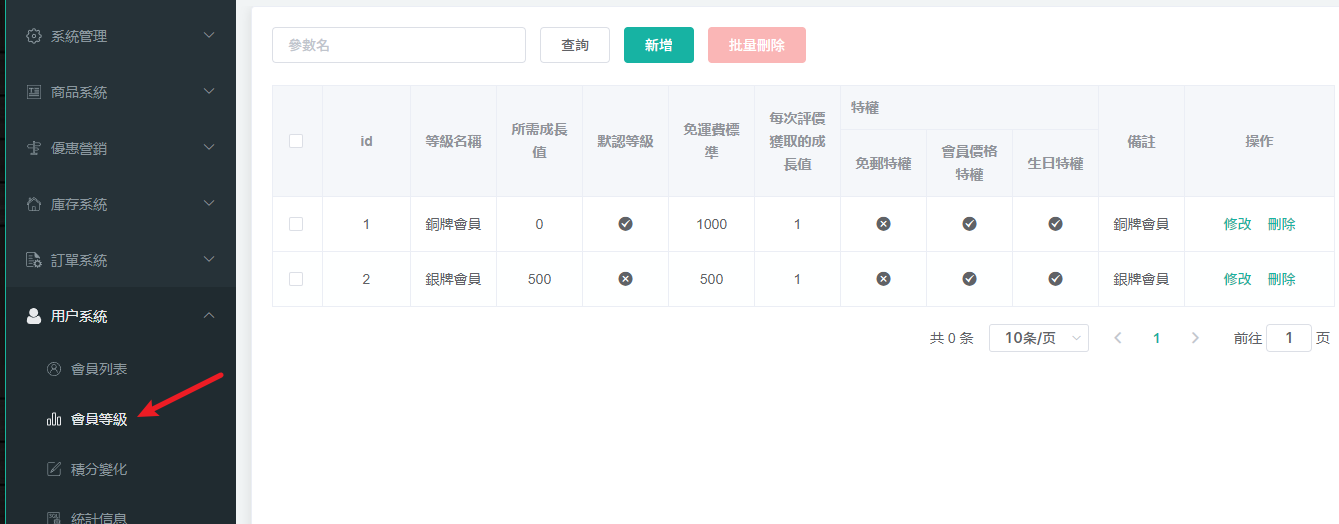 系統管理
商品系統
優惠營銷
庫存系統
訂單系統
用户系統
會員列表
會員等級
積分變化
統計信息
參數名
查詢
新增
批量刪除
id
等級名稱
所需成長
值
默認等級
免運費標
準
每次評價
獲取的成
長值
特權
免郵特權
會員價格
特權
生日特權
備註
操作
1
銅牌會員
0
1000
1
銅牌會員
修改 刪除
2
銀牌會員
500
500
1
銀牌會員
修改 刪除
共 0 条
10条/页
1
前往 1 页